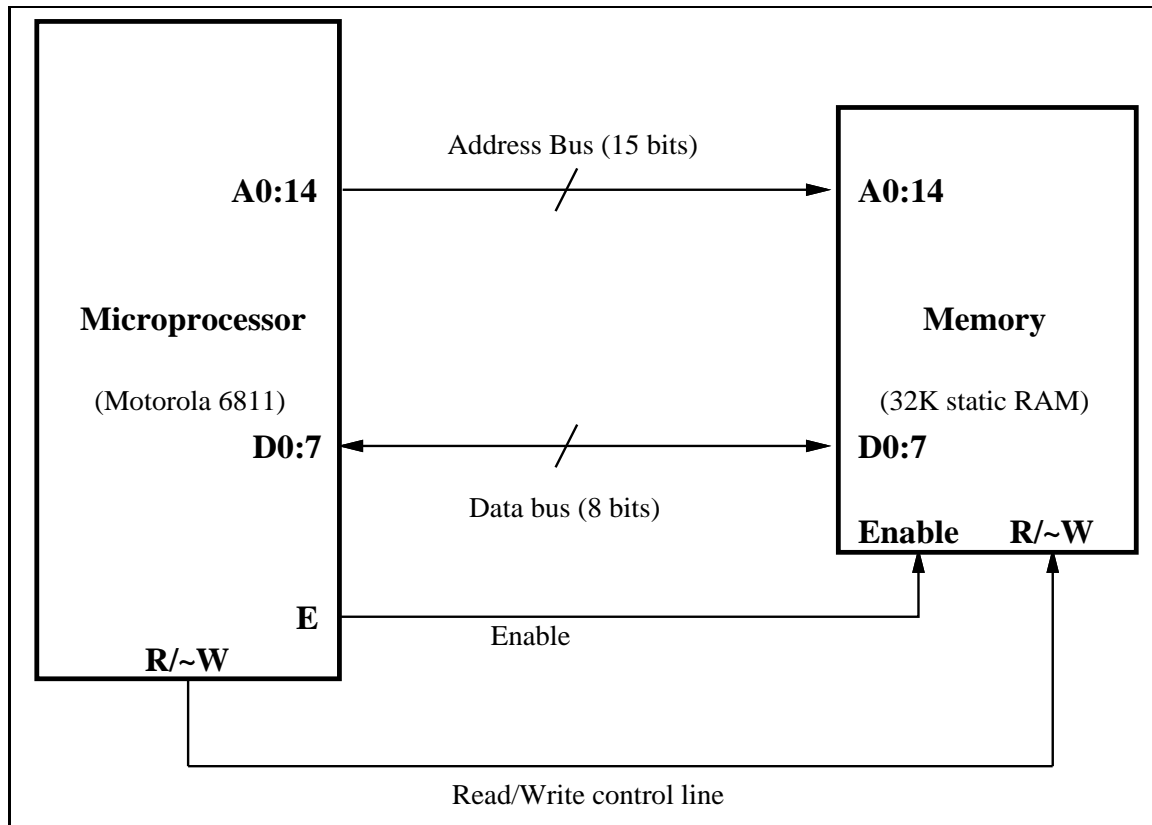 Address Bus (15 bits)
A0:14
A0:14
Microprocessor
Memory
(Motorola 6811)
(32K static RAM)
D0:7
D0:7
Data bus (8 bits)
Enable
R/~W
E
Enable
R/~W
Read/Write control line